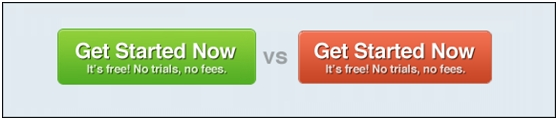 Get Started Now
It's free! No trials, no fees.
vs
Get Started Now
It's free! No trials, no fees.